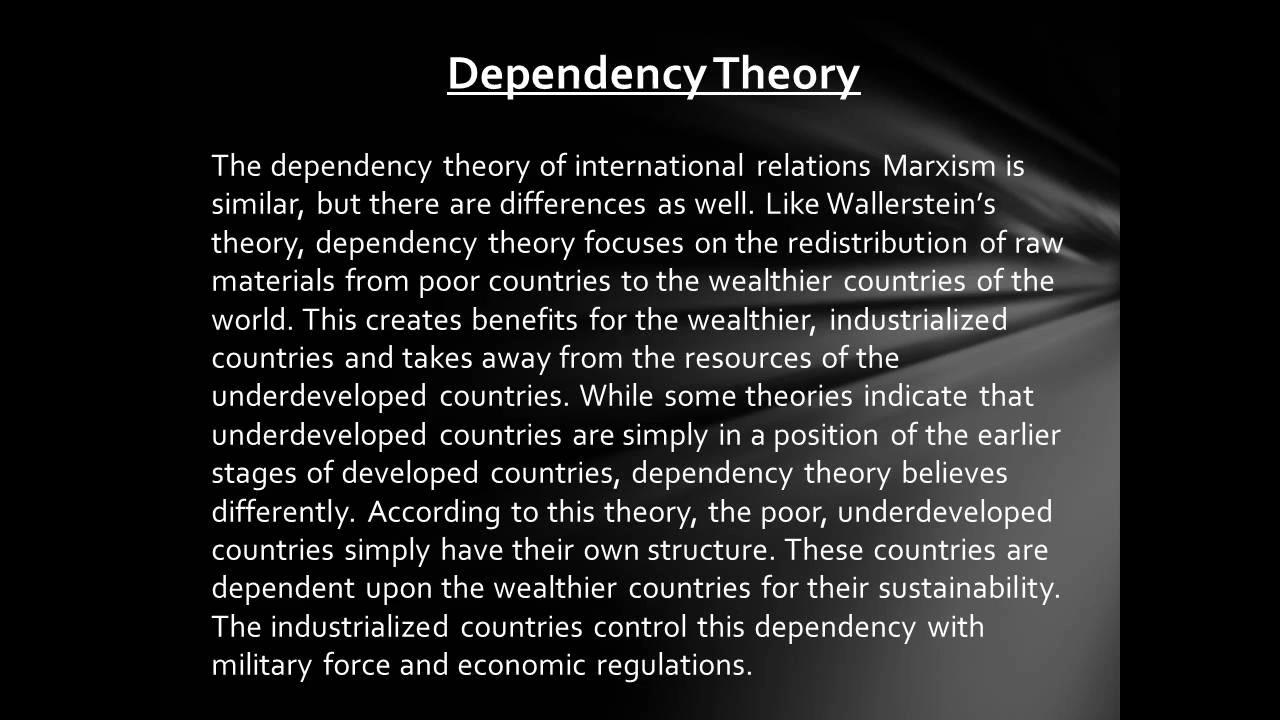 Dependency Theory
The dependency theory of international relations Marxism is
similar, but there are differences as well. Like Wallerstein’s
theory, dependency theory focuses on the redistribution of raw
materials from poor countries to the wealthier countries of the
world. This creates benefits for the wealthier, industrialized
countries and takes away from the resources of the
underdeveloped countries. While some theories indicate that
underdeveloped countries are simply in a position of the earlier
stages of developed countries, dependency theory believes
differently. According to this theory, the poor, underdeveloped
countries simply have their own structure. These countries are
dependent upon the wealthier countries for their sustainability.
The industrialized countries control this dependency with
military force and economic regulations.